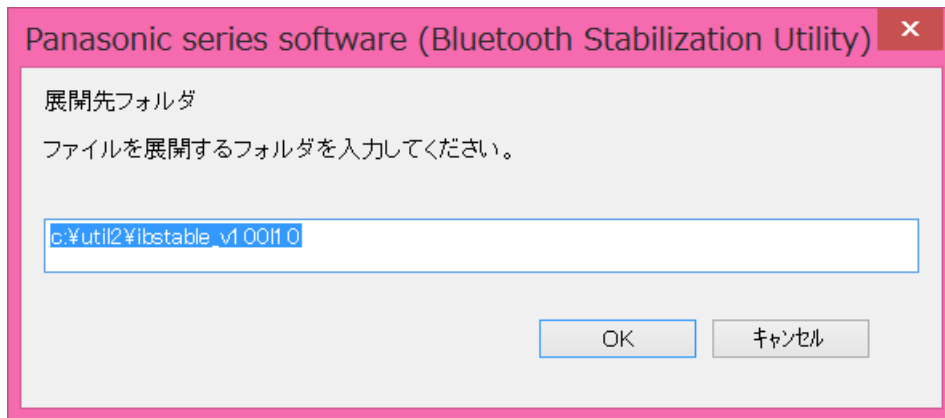 Panasonic series software (Bluetooth Stabilization Utility)
展開先フォルダ
ファイルを展開するフォルダを入力してください。
c:¥util2¥ibstable_v100l10
OK
キャンセル